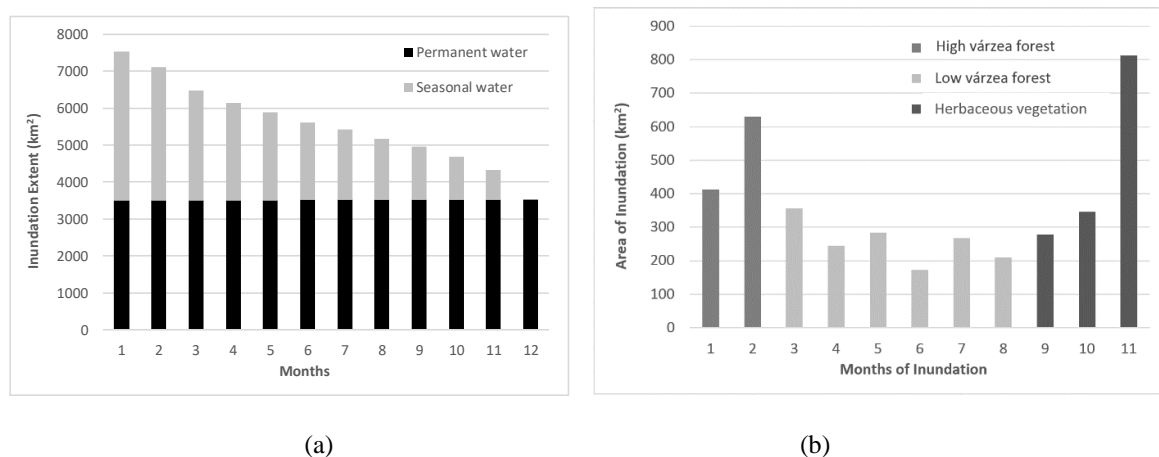 8000
7000
6000
5000
4000
3000
2000
1000
0
Inundation Extent (km²)
Permanent water
Seasonal water
1 2 3 4 5 6 7 8 9 10 11 12
Months
(a)
900
800
700
600
500
400
300
200
100
0
Area of Inundation (km²)
High várzea forest
Low várzea forest
Herbaceous vegetation
1 2 3 4 5 6 7 8 9 10 11
Months of Inundation
(b)